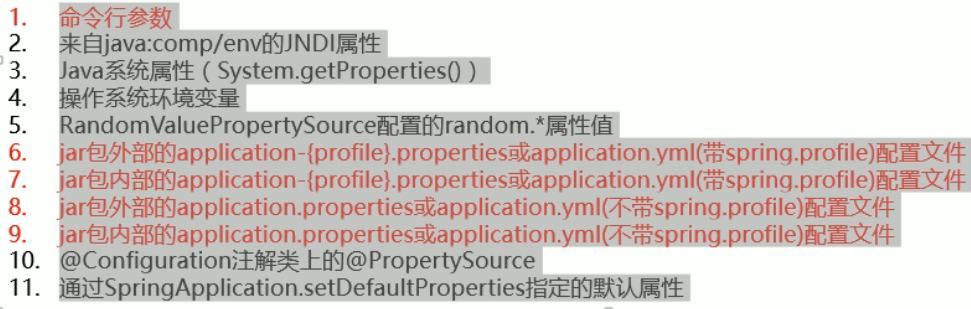 1. 命令行参数
2. 来自java:comp/env的JNDI属性
3. Java系统属性（System.getProperties()）
4. 操作系统环境变量
5. RandomValuePropertySource配置的random.*属性值
6. jar包外部的application-{profile}.properties或application.yml(带spring.profile)配置文件
7. jar包内部的application-{profile}.properties或application.yml(带spring.profile)配置文件
8. jar包外部的application.properties或application.yml(不带spring.profile)配置文件
9. jar包内部的application.properties或application.yml(不带spring.profile)配置文件
10. @Configuration注解类上的@PropertySource
11. 通过SpringApplication.setDefaultProperties指定的默认属性